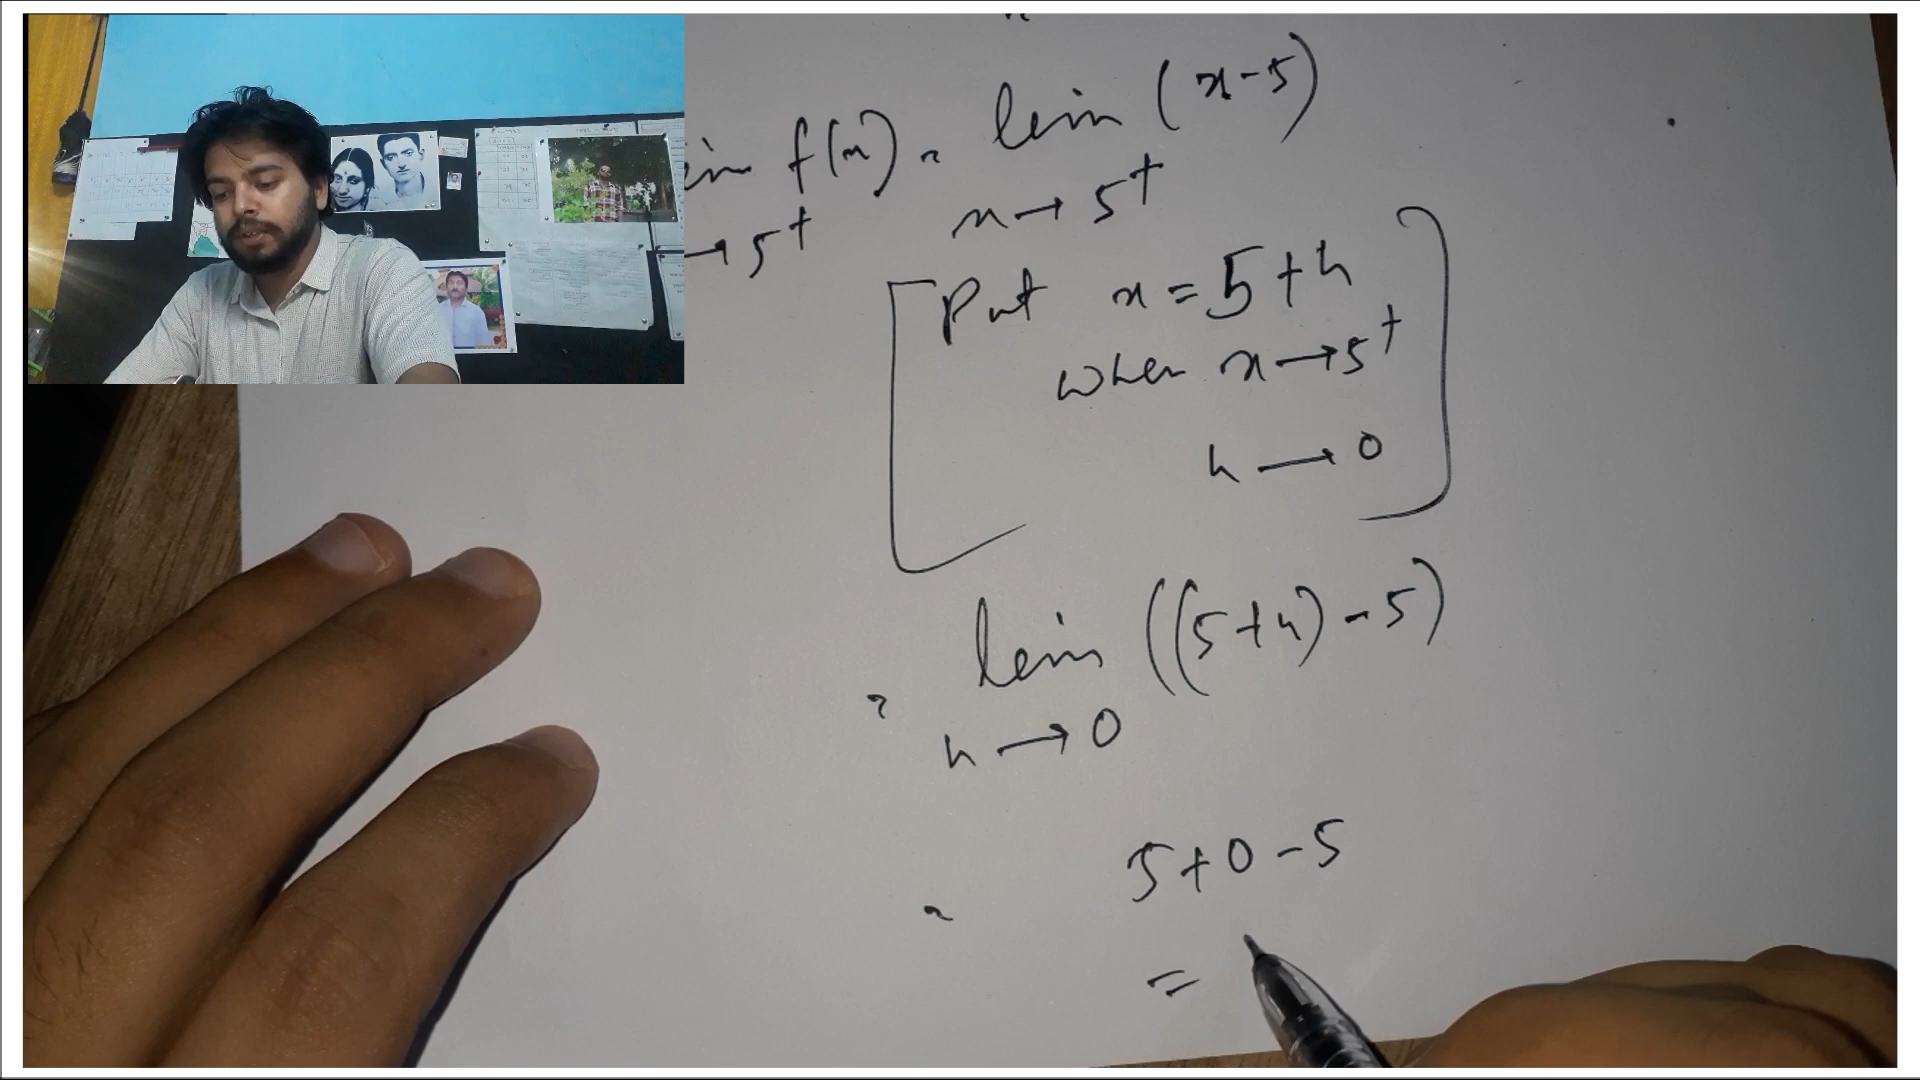 lim f(x) = lim (x-5)
→5⁺ x→5⁺
[Put x = 5+h
when x→5⁺
h→0]
= lim ((5+h)-5)
h→0
= 5+0-5
=